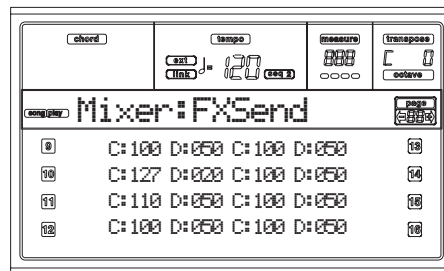 chord tempo measure transpose
ext link ♩= 120 seq 2 888 C 0
octave
song play Mixer:FXSend page 88
9 C:100 D:050 C:100 D:050 13
10 C:127 D:020 C:100 D:050 14
11 C:110 D:050 C:100 D:050 15
12 C:100 D:050 C:100 D:050 16